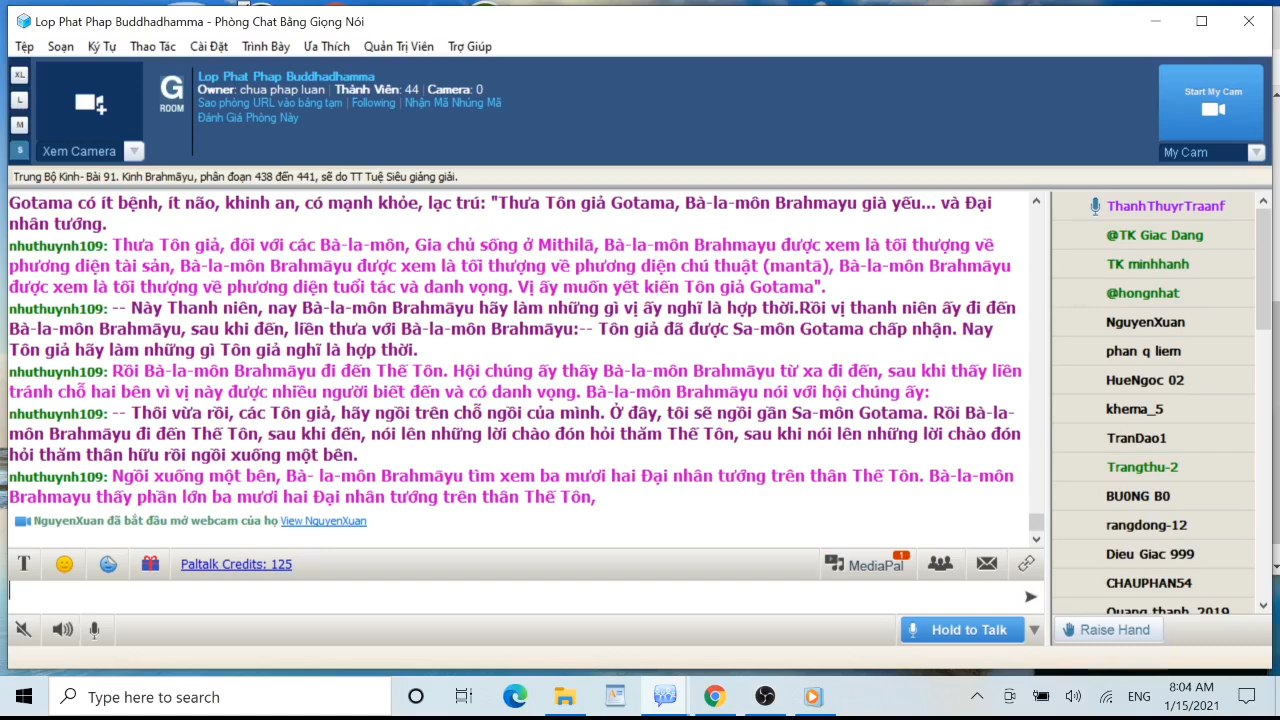 Lop Phat Phap Buddhadhamma - Phòng Chat Bằng Giọng Nói
Tệp Soạn Ký Tự Thao Tác Cài Đặt Trình Bày Ưa Thích Quản Trị Viên Trợ Giúp
XL
L
M
S
Xem Camera
G
ROOM
Lop Phat Phap Buddhadhamma
Owner: chua phap luan | Thành Viên: 44 | Camera: 0
Sao phỏng URL vào bảng tạm | Following | Nhận Mã Nhúng Mã
Đánh Giá Phòng Này
Start My Cam
My Cam
Trung Bộ Kinh- Bài 91. Kinh Brahmāyu, phân đoạn 438 đến 441, sẽ do TT Tuệ Siêu giảng giải.
Gotama có ít bệnh, ít não, khinh an, có mạnh khỏe, lạc trú: "Thưa Tôn giả Gotama, Bà-la-môn Brahmayu già yếu... và Đại
nhân tướng.
nhuthuynh109: Thưa Tôn giả, đối với các Bà-la-môn, Gia chủ sống ở Mithilā, Bà-la-môn Brahmayu được xem là tối thượng về
phương diện tài sản, Bà-la-môn Brahmāyu được xem là tối thượng về phương diện chú thuật (mantā), Bà-la-môn Brahmāyu
được xem là tối thượng về phương diện tuổi tác và danh vọng. Vị ấy muốn yết kiến Tôn giả Gotama".
nhuthuynh109: -- Này Thanh niên, nay Bà-la-môn Brahmāyu hãy làm những gì vị ấy nghĩ là hợp thời.Rồi vị thanh niên ấy đi đến
Bà-la-môn Brahmāyu, sau khi đến, liền thưa với Bà-la-môn Brahmāyu:-- Tôn giả đã được Sa-môn Gotama chấp nhận. Nay
Tôn giả hãy làm những gì Tôn giả nghĩ là hợp thời.
nhuthuynh109: Rồi Bà-la-môn Brahmāyu đi đến Thế Tôn. Hội chúng ấy thấy Bà-la-môn Brahmāyu từ xa đi đến, sau khi thấy liền
tránh chỗ hai bên vì vị này được nhiều người biết đến và có danh vọng. Bà-la-môn Brahmāyu nói với hội chúng ấy:
nhuthuynh109: -- Thôi vừa rồi, các Tôn giả, hãy ngồi trên chỗ ngồi của mình. Ở đây, tôi sẽ ngồi gần Sa-môn Gotama. Rồi Bà-la-
môn Brahmāyu đi đến Thế Tôn, sau khi đến, nói lên những lời chào đón hỏi thăm Thế Tôn, sau khi nói lên những lời chào đón
hỏi thăm thân hữu rồi ngồi xuống một bên.
nhuthuynh109: Ngồi xuống một bên, Bà- la-môn Brahmāyu tìm xem ba mươi hai Đại nhân tướng trên thân Thế Tôn. Bà-la-môn
Brahmayu thấy phần lớn ba mươi hai Đại nhân tướng trên thân Thế Tôn,
NguyenXuan đã bắt đầu mở webcam của họ View NguyenXuan
T Paltalk Credits: 125 MediaPal 1
Hold to Talk
ThanhThuyrTraanf
@TK Giac Dang
TK minhhanh
@hongnhat
NguyenXuan
phan q liem
HueNgoc 02
khema_5
TranDao1
Trangthu-2
BU0NG B0
rangdong-12
Dieu Giac 999
CHAUPHAN54
Quang thanh_2019
Raise Hand
Type here to search
ENG
8:04 AM
1/15/2021